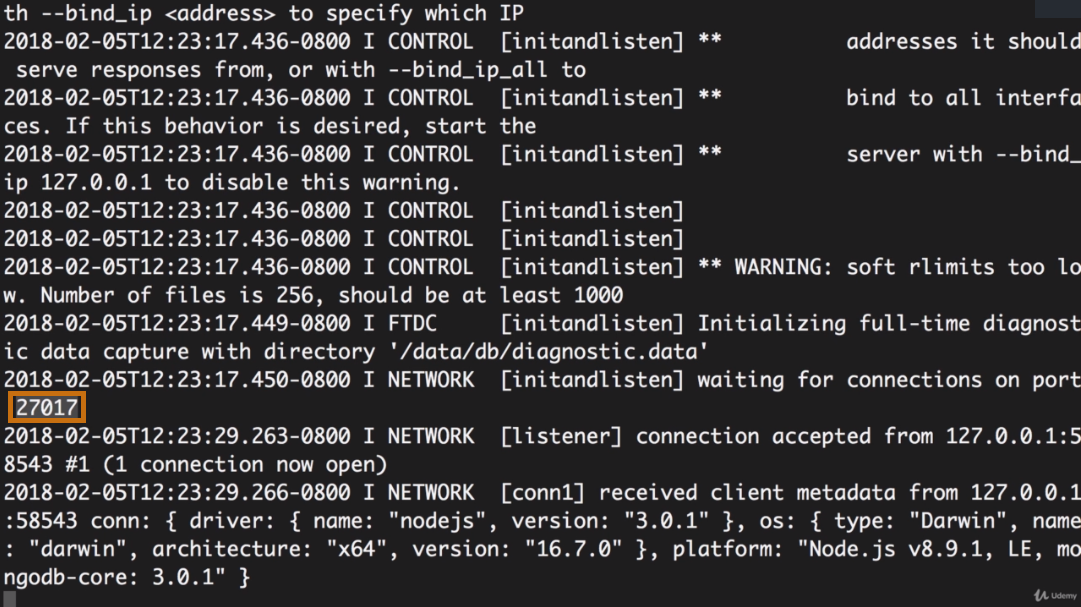 th --bind_ip <address> to specify which IP
2018-02-05T12:23:17.436-0800 I CONTROL  [initandlisten] **          addresses it should
 serve responses from, or with --bind_ip_all to
2018-02-05T12:23:17.436-0800 I CONTROL  [initandlisten] **          bind to all interfa
ces. If this behavior is desired, start the
2018-02-05T12:23:17.436-0800 I CONTROL  [initandlisten] **          server with --bind_
ip 127.0.0.1 to disable this warning.
2018-02-05T12:23:17.436-0800 I CONTROL  [initandlisten]
2018-02-05T12:23:17.436-0800 I CONTROL  [initandlisten]
2018-02-05T12:23:17.436-0800 I CONTROL  [initandlisten] ** WARNING: soft rlimits too lo
w. Number of files is 256, should be at least 1000
2018-02-05T12:23:17.449-0800 I FTDC     [initandlisten] Initializing full-time diagnost
ic data capture with directory '/data/db/diagnostic.data'
2018-02-05T12:23:17.450-0800 I NETWORK  [initandlisten] waiting for connections on port
 27017
2018-02-05T12:23:29.263-0800 I NETWORK  [listener] connection accepted from 127.0.0.1:5
8543 #1 (1 connection now open)
2018-02-05T12:23:29.266-0800 I NETWORK  [conn1] received client metadata from 127.0.0.1
:58543 conn: { driver: { name: "nodejs", version: "3.0.1" }, os: { type: "Darwin", name
: "darwin", architecture: "x64", version: "16.7.0" }, platform: "Node.js v8.9.1, LE, mo
ngodb-core: 3.0.1" }
Udemy